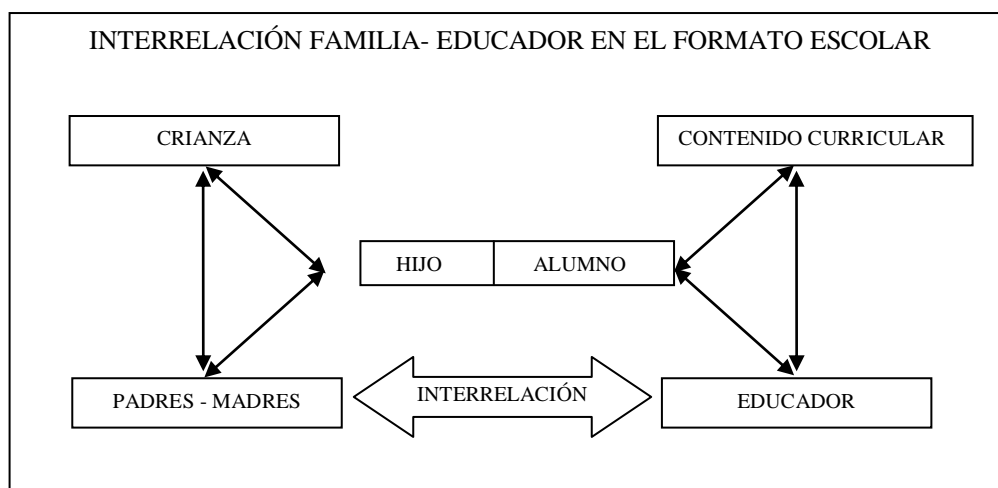 INTERRELACIÓN FAMILIA- EDUCADOR EN EL FORMATO ESCOLAR
CRIANZA
CONTENIDO CURRICULAR
HIJO
ALUMNO
PADRES - MADRES
INTERRELACIÓN
EDUCADOR